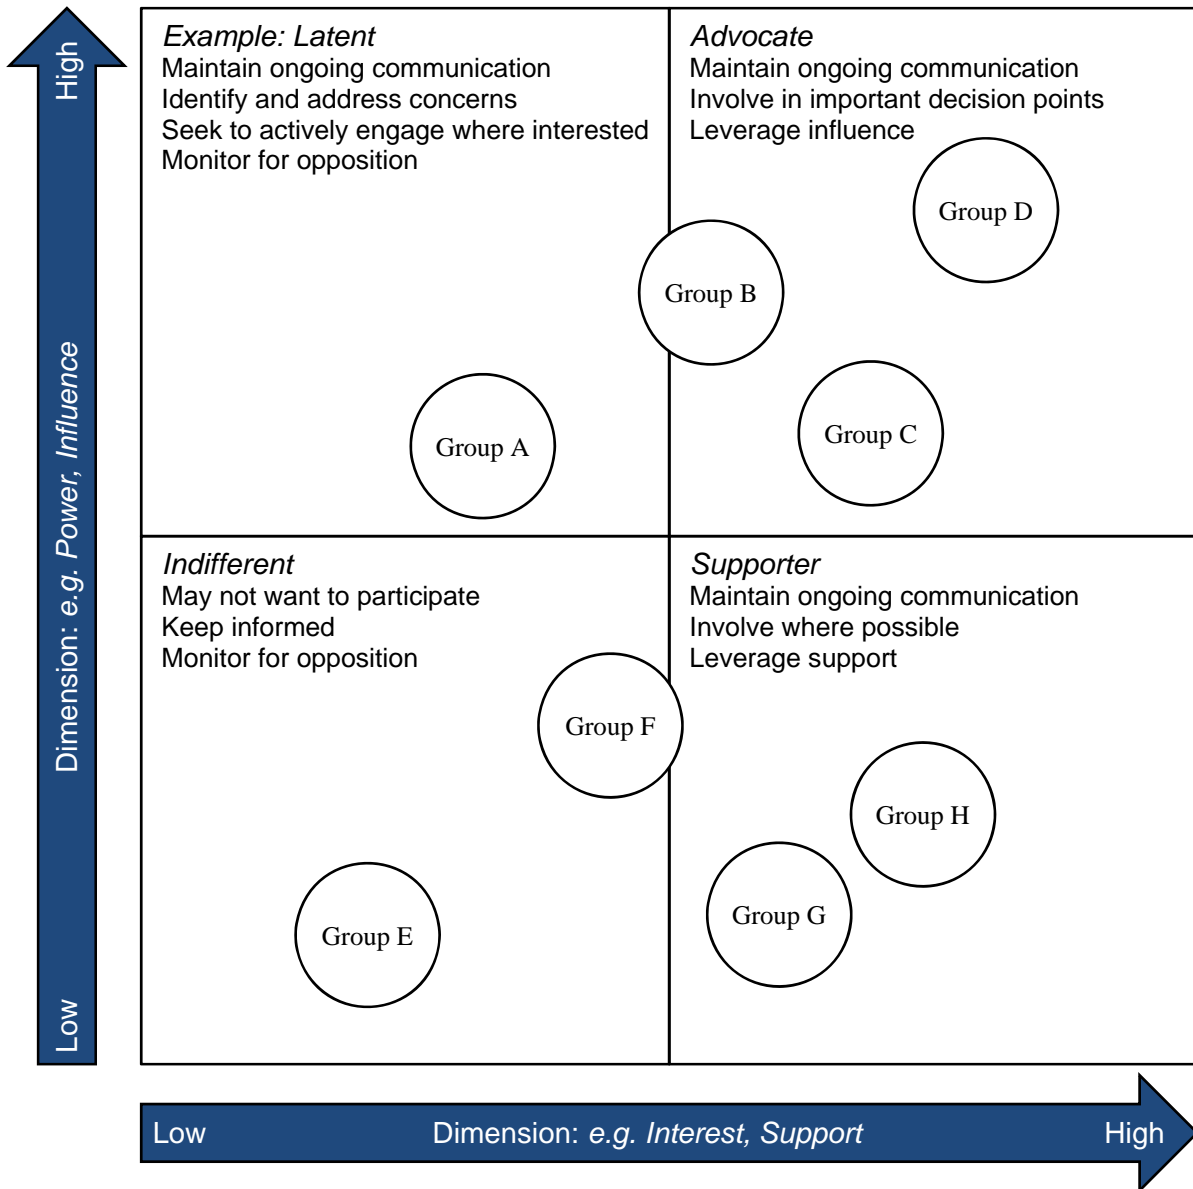 High
Dimension: e.g. Power, Influence
Low
Example: Latent
Maintain ongoing communication
Identify and address concerns
Seek to actively engage where interested
Monitor for opposition
Advocate
Maintain ongoing communication
Involve in important decision points
Leverage influence
Group D
Group B
Group C
Group A
Indifferent
May not want to participate
Keep informed
Monitor for opposition
Supporter
Maintain ongoing communication
Involve where possible
Leverage support
Group F
Group H
Group G
Group E
Low
Dimension: e.g. Interest, Support
High